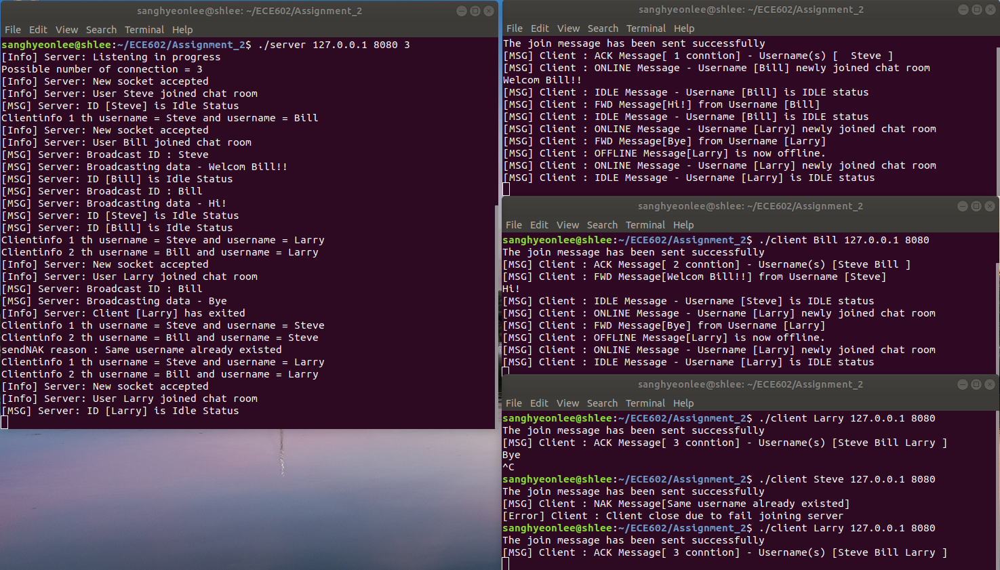 sanghyeonlee@shlee: ~/ECE602/Assignment_2
File Edit View Search Terminal Help
sanghyeonlee@shlee:~/ECE602/Assignment_2$ ./server 127.0.0.1 8080 3
[Info] Server: Listening in progress
Possible number of connection = 3
[Info] Server: New socket accepted
[Info] Server: User Steve joined chat room
[MSG] Server: ID [Steve] is Idle Status
Clientinfo 1 th username = Steve and username = Bill
[Info] Server: New socket accepted
[Info] Server: User Bill joined chat room
[MSG] Server: Broadcast ID : Steve
[MSG] Server: Broadcasting data - Welcom Bill!!
[MSG] Server: ID [Bill] is Idle Status
[MSG] Server: Broadcast ID : Bill
[MSG] Server: Broadcasting data - Hi!
[MSG] Server: ID [Steve] is Idle Status
[MSG] Server: ID [Bill] is Idle Status
Clientinfo 1 th username = Steve and username = Larry
Clientinfo 2 th username = Bill and username = Larry
[Info] Server: New socket accepted
[Info] Server: User Larry joined chat room
[MSG] Server: Broadcast ID : Bill
[MSG] Server: Broadcasting data - Bye
[Info] Server: Client [Larry] has exited
Clientinfo 1 th username = Steve and username = Steve
Clientinfo 2 th username = Bill and username = Steve
sendNAK reason : Same username already existed
Clientinfo 1 th username = Steve and username = Larry
Clientinfo 2 th username = Bill and username = Larry
[Info] Server: New socket accepted
[Info] Server: User Larry joined chat room
[MSG] Server: ID [Larry] is Idle Status
sanghyeonlee@shlee: ~/ECE602/Assignment_2
File Edit View Search Terminal Help
The join message has been sent successfully
[MSG] Client : ACK Message[ 1 conntion] - Username(s) [  Steve ]
[MSG] Client : ONLINE Message - Username [Bill] newly joined chat room
Welcom Bill!!
[MSG] Client : IDLE Message - Username [Bill] is IDLE status
[MSG] Client : FWD Message[Hi!] from Username [Bill]
[MSG] Client : IDLE Message - Username [Bill] is IDLE status
[MSG] Client : ONLINE Message - Username [Larry] newly joined chat room
[MSG] Client : FWD Message[Bye] from Username [Larry]
[MSG] Client : OFFLINE Message[Larry] is now offline.
[MSG] Client : ONLINE Message - Username [Larry] newly joined chat room
[MSG] Client : IDLE Message - Username [Larry] is IDLE status
sanghyeonlee@shlee: ~/ECE602/Assignment_2
File Edit View Search Terminal Help
sanghyeonlee@shlee:~/ECE602/Assignment_2$ ./client Bill 127.0.0.1 8080
The join message has been sent successfully
[MSG] Client : ACK Message[ 2 conntion] - Username(s) [Steve Bill ]
[MSG] Client : FWD Message[Welcom Bill!!] from Username [Steve]
Hi!
[MSG] Client : IDLE Message - Username [Steve] is IDLE status
[MSG] Client : ONLINE Message - Username [Larry] newly joined chat room
[MSG] Client : FWD Message[Bye] from Username [Larry]
[MSG] Client : OFFLINE Message[Larry] is now offline.
[MSG] Client : ONLINE Message - Username [Larry] newly joined chat room
[MSG] Client : IDLE Message - Username [Larry] is IDLE status
sanghyeonlee@shlee: ~/ECE602/Assignment_2
File Edit View Search Terminal Help
sanghyeonlee@shlee:~/ECE602/Assignment_2$ ./client Larry 127.0.0.1 8080
The join message has been sent successfully
[MSG] Client : ACK Message[ 3 conntion] - Username(s) [Steve Bill Larry ]
Bye
^C
sanghyeonlee@shlee:~/ECE602/Assignment_2$ ./client Steve 127.0.0.1 8080
The join message has been sent successfully
[MSG] Client : NAK Message[Same username already existed]
[Error] Client : Client close due to fail joining server
sanghyeonlee@shlee:~/ECE602/Assignment_2$ ./client Larry 127.0.0.1 8080
The join message has been sent successfully
[MSG] Client : ACK Message[ 3 conntion] - Username(s) [Steve Bill Larry ]